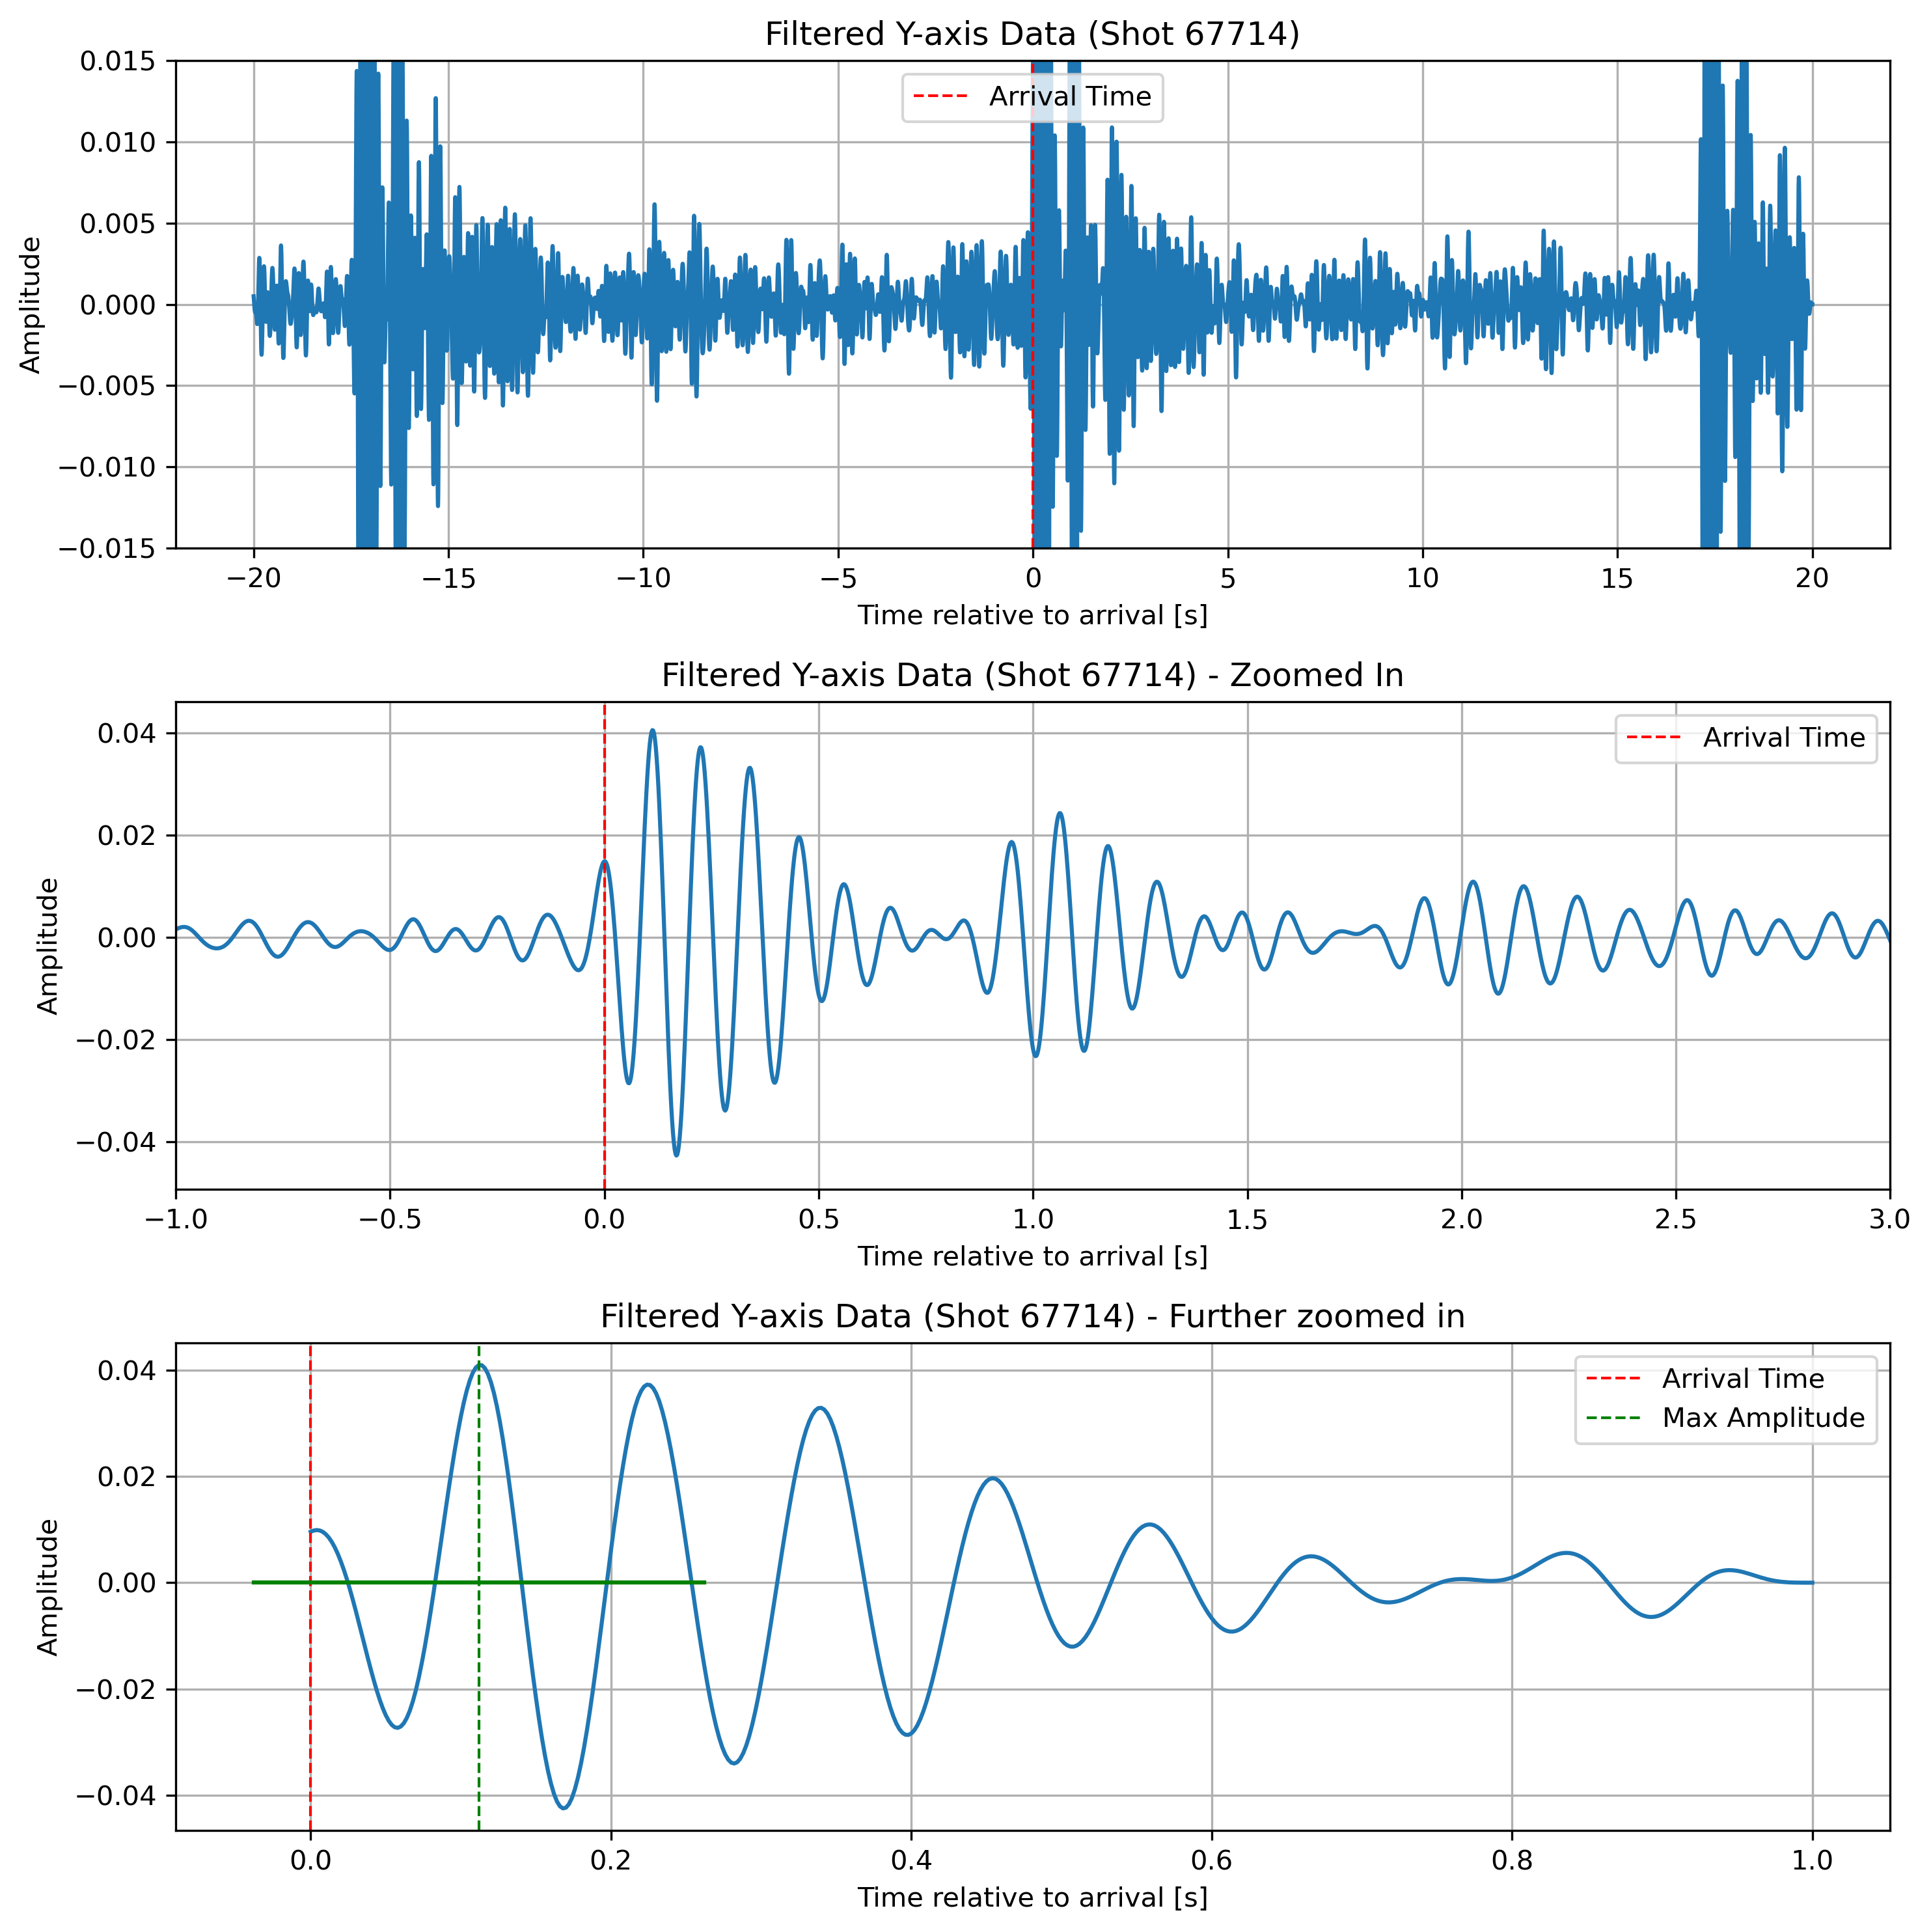 Filtered Y-axis Data (Shot 67714)
0.015
0.010
0.005
0.000
−0.005
−0.010
−0.015
Amplitude
Arrival Time
−20 −15 −10 −5 0 5 10 15 20
Time relative to arrival [s]
Filtered Y-axis Data (Shot 67714) - Zoomed In
0.04
0.02
0.00
−0.02
−0.04
Amplitude
Arrival Time
−1.0 −0.5 0.0 0.5 1.0 1.5 2.0 2.5 3.0
Time relative to arrival [s]
Filtered Y-axis Data (Shot 67714) - Further zoomed in
0.04
0.02
0.00
−0.02
−0.04
Amplitude
Arrival Time
Max Amplitude
0.0 0.2 0.4 0.6 0.8 1.0
Time relative to arrival [s]